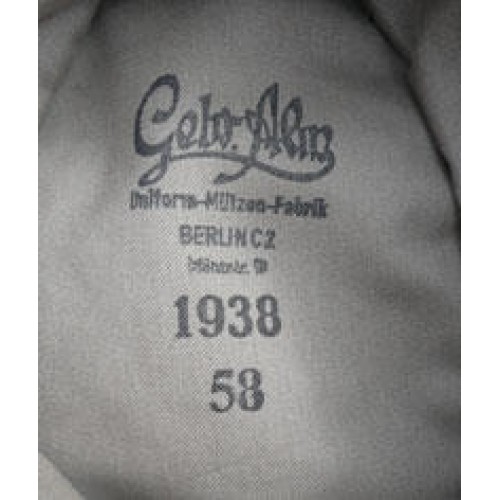 Gebr. Alm
Uniform-Mützen-Fabrik
BERLIN C2
1938
58